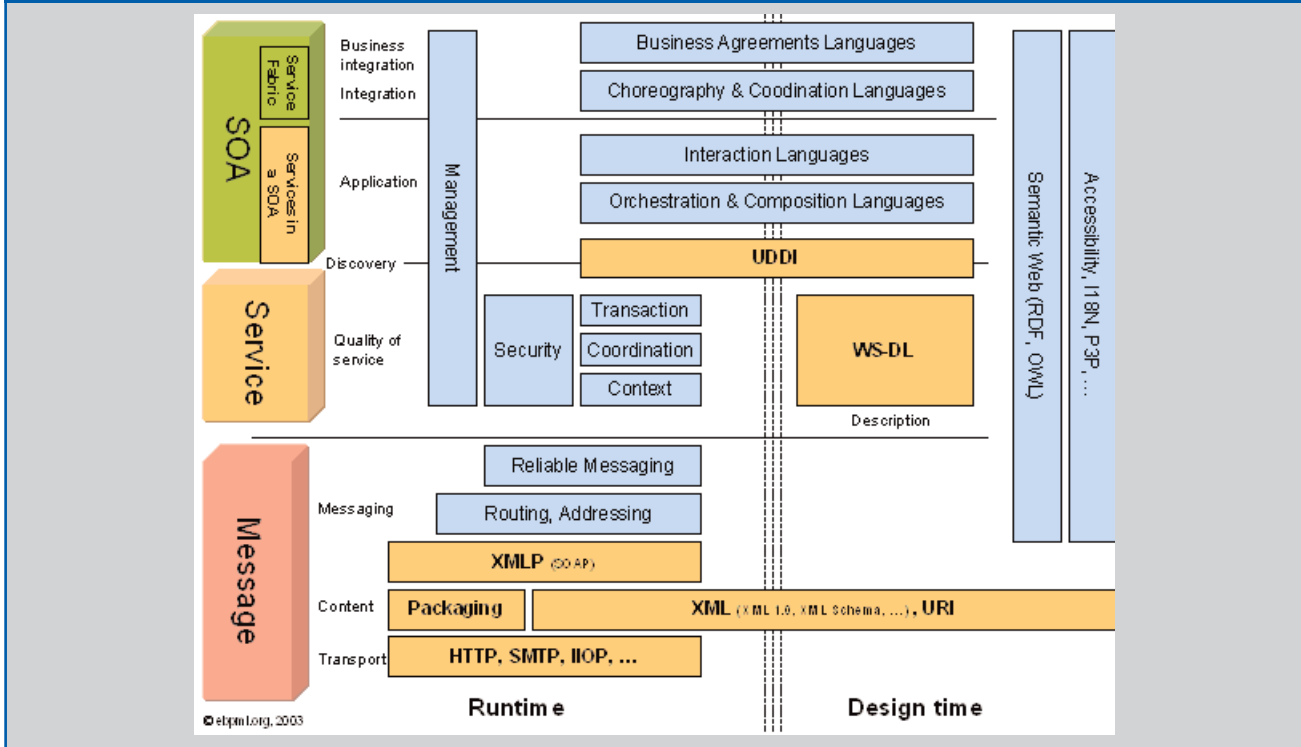 SOA
Service
Fabric
Services in
a SOA
Business
integration
Integration
Application
Discovery
Management
Business Agreements Languages
Choreography & Coodination Languages
Interaction Languages
Orchestration & Composition Languages
UDDI
Semantic Web (RDF, OWL)
Accessibility, I18N, P3P, ...
Service
Quality of
service
Security
Transaction
Coordination
Context
WS-DL
Description
Message
Messaging
Reliable Messaging
Routing, Addressing
XMLP (SOAP)
Content
Packaging
XML (XML 1.0, XML Schema, ...), URI
Transport
HTTP, SMTP, IIOP, ...
Runtime
Design time
© ebpml.org, 2003